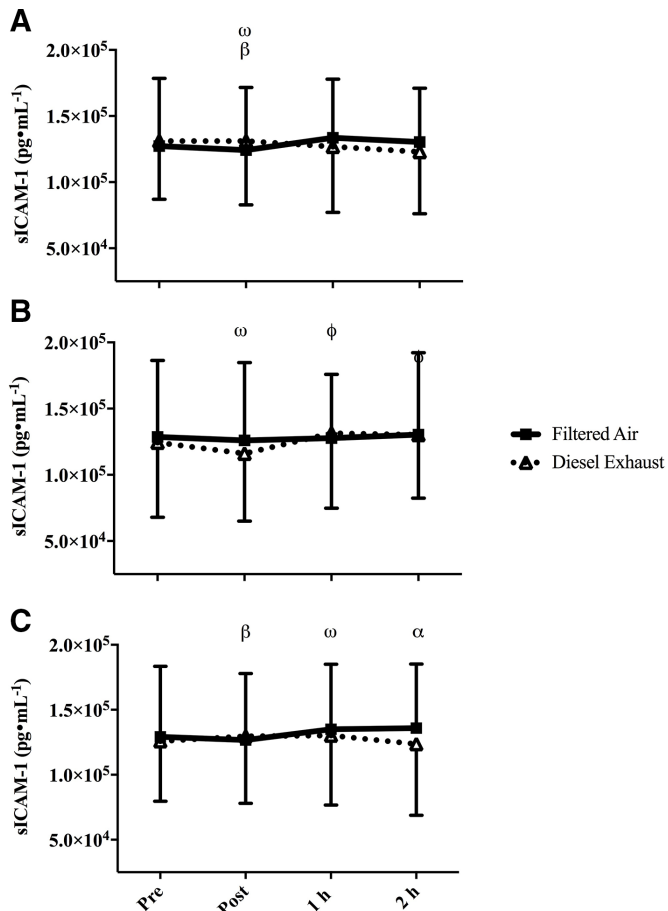 A
ω
β
2.0×10⁵
1.5×10⁵
1.0×10⁵
5.0×10⁴
sICAM-1 (pg•mL⁻¹)
B
ω ϕ
ϕ
2.0×10⁵
1.5×10⁵
1.0×10⁵
5.0×10⁴
sICAM-1 (pg•mL⁻¹)
Filtered Air
Diesel Exhaust
C
β ω α
2.0×10⁵
1.5×10⁵
1.0×10⁵
5.0×10⁴
sICAM-1 (pg•mL⁻¹)
Pre Post 1 h 2 h